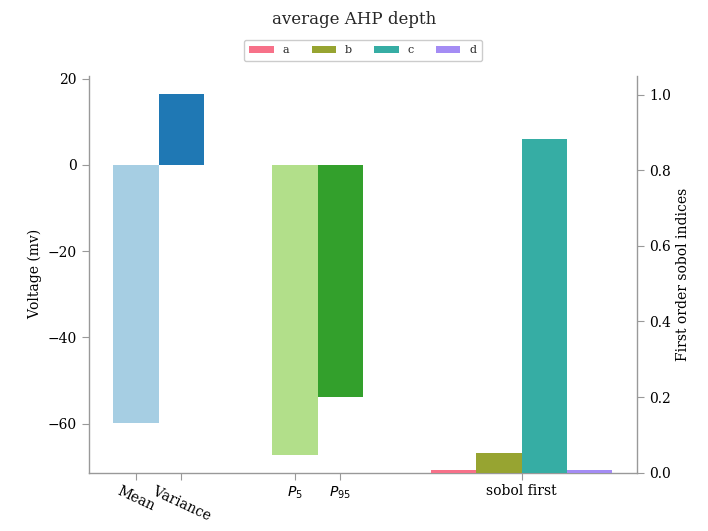 average AHP depth
a b c d
20
0
−20
−40
−60
Voltage (mv)
1.0
0.8
0.6
0.4
0.2
0.0
First order sobol indices
Mean
Variance
P5
P95
sobol first